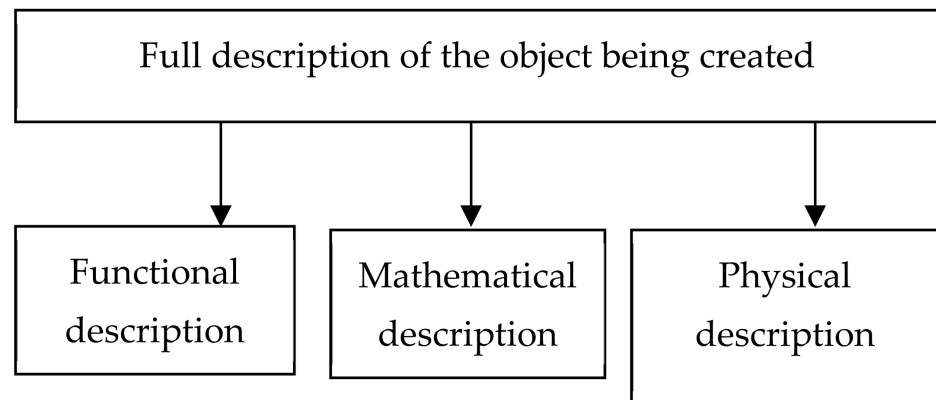 Full description of the object being created
Functional
description
Mathematical
description
Physical
description